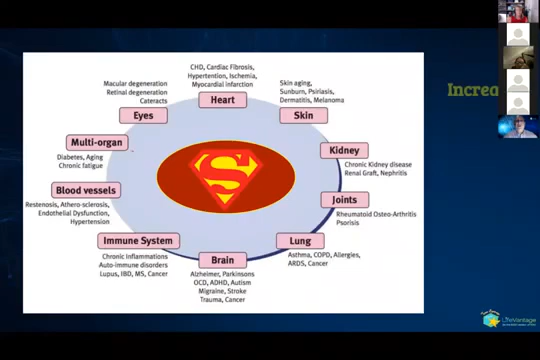 CHD, Cardiac Fibrosis,
Hypertention, Ischemia,
Myocardial infarction
Heart
Macular degeneration
Retinal degeneration
Cateracts
Eyes
Skin aging,
Sunburn, Psiriasis,
Dermatitis, Melanoma
Skin
Increa
Multi-organ
Diabetes, Aging
Chronic fatigue
Kidney
Chronic Kidney disease
Renal Graft, Nephritis
Blood vessels
Restenosis, Athero-sclerosis,
Endothelial Dysfunction,
Hypertension
S
Joints
Rheumatoid Osteo-Arthritis
Psorisis
Immune System
Chronic Inflammations
Auto-immune disorders
Lupus, IBD, MS, Cancer
Brain
Alzheimer, Parkinsons
OCD, ADHD, Autism
Migraine, Stroke
Trauma, Cancer
Lung
Asthma, COPD, Allergies,
ARDS, Cancer
LifeVantage